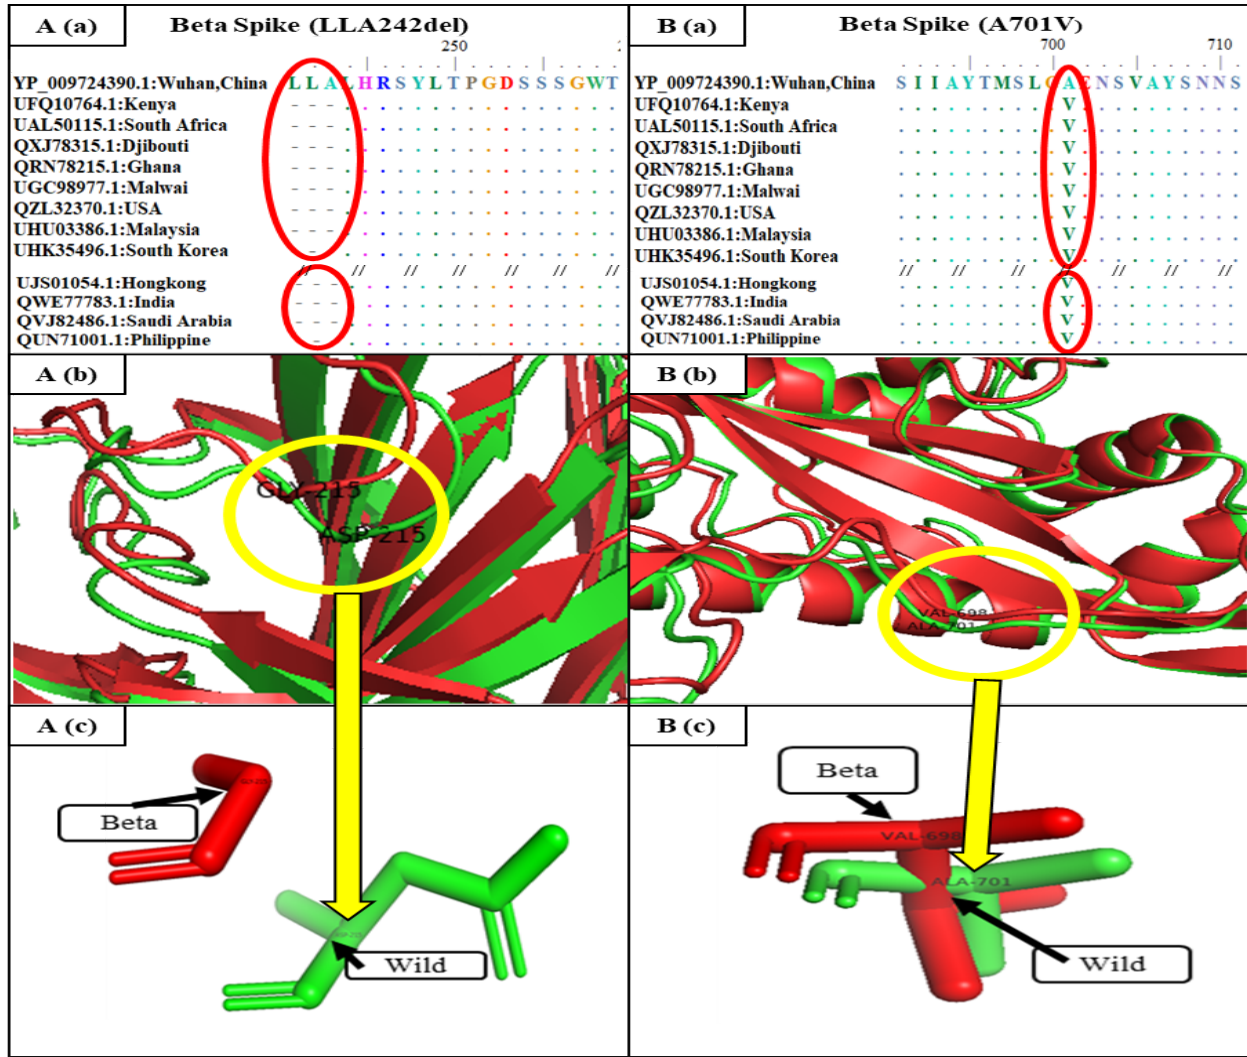 A (a)
Beta Spike (LLA242del)
250
YP_009724390.1:Wuhan,China L L A L H R S Y L T P G D S S S G W T
UFQ10764.1:Kenya - - - . . . . . . . . . . . . . . . .
UAL50115.1:South Africa - - - . . . . . . . . . . . . . . . .
QXJ78315.1:Djibouti - - - . . . . . . . . . . . . . . . .
QRN78215.1:Ghana - - - . . . . . . . . . . . . . . . .
UGC98977.1:Malwai - - - . . . . . . . . . . . . . . . .
QZL32370.1:USA - - - . . . . . . . . . . . . . . . .
UHU03386.1:Malaysia - - - . . . . . . . . . . . . . . . .
UHK35496.1:South Korea - - - . . . . . . . . . . . . . . . .
// // // // // // //
UJS01054.1:Hongkong - - - . . . . . . . . . . . . . . . .
QWE77783.1:India - - - . . . . . . . . . . . . . . . .
QVJ82486.1:Saudi Arabia - - - . . . . . . . . . . . . . . . .
QUN71001.1:Philippine - - - . . . . . . . . . . . . . . . .
B (a)
Beta Spike (A701V)
700 710
YP_009724390.1:Wuhan,China S I I A Y T M S L G A E N S V A Y S N N S
UFQ10764.1:Kenya . . . . . . . . . . V . . . . . . . . . .
UAL50115.1:South Africa . . . . . . . . . . V . . . . . . . . . .
QXJ78315.1:Djibouti . . . . . . . . . . V . . . . . . . . . .
QRN78215.1:Ghana . . . . . . . . . . V . . . . . . . . . .
UGC98977.1:Malwai . . . . . . . . . . V . . . . . . . . . .
QZL32370.1:USA . . . . . . . . . . V . . . . . . . . . .
UHU03386.1:Malaysia . . . . . . . . . . V . . . . . . . . . .
UHK35496.1:South Korea . . . . . . . . . . V . . . . . . . . . .
// // // // // // //
UJS01054.1:Hongkong . . . . . . . . . . V . . . . . . . . . .
QWE77783.1:India . . . . . . . . . . V . . . . . . . . . .
QVJ82486.1:Saudi Arabia . . . . . . . . . . V . . . . . . . . . .
QUN71001.1:Philippine . . . . . . . . . . V . . . . . . . . . .
A (b)
GLY-215
ASP-215
B (b)
VAL-698
ALA-701
A (c)
Beta
Wild
B (c)
Beta
VAL-698
ALA-701
Wild